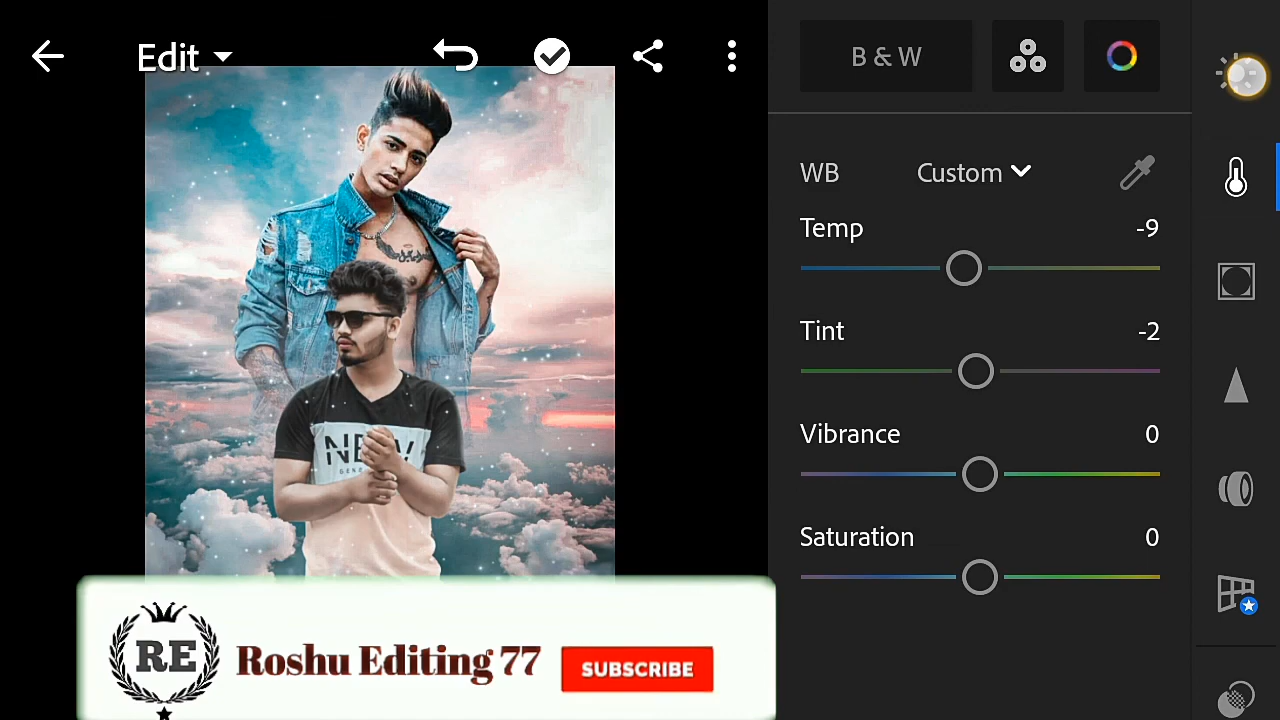 Edit
B & W
WB Custom
Temp -9
Tint -2
Vibrance 0
Saturation 0
NEW
RE Roshu Editing 77 SUBSCRIBE